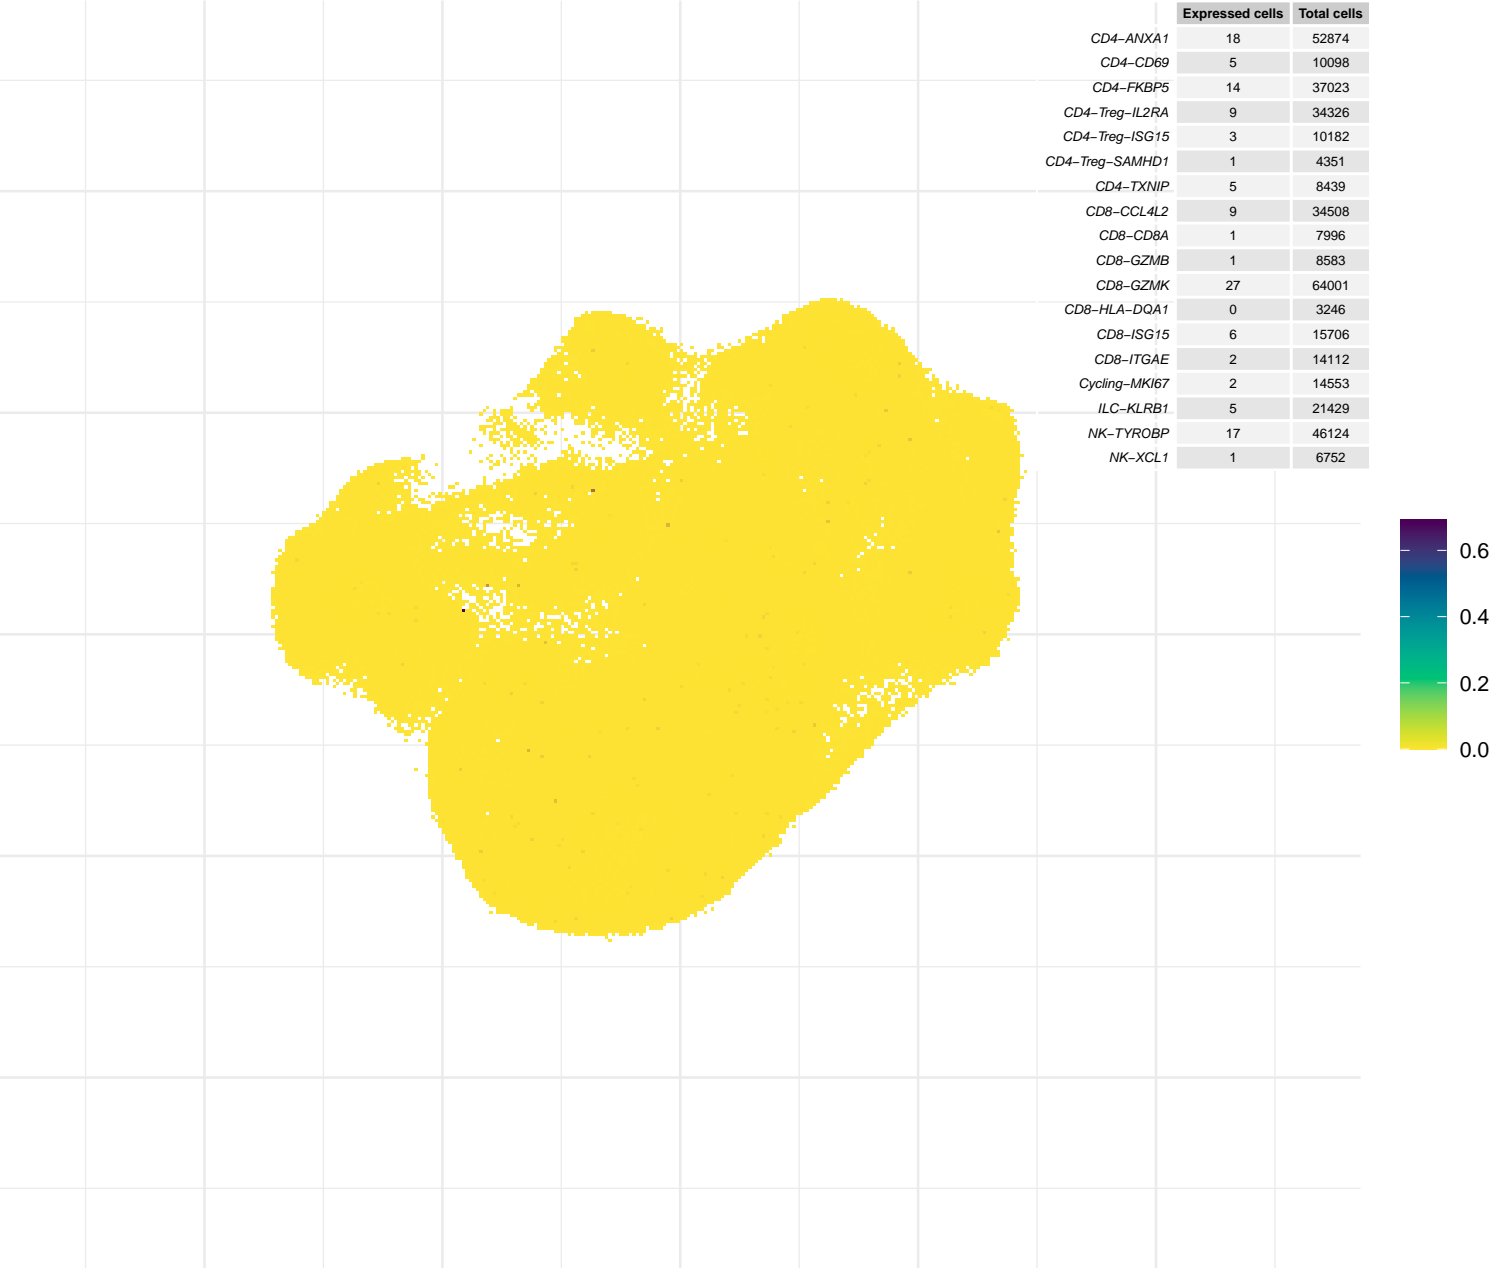 Expressed cells Total cells
CD4−ANXA1 18 52874
CD4−CD69 5 10098
CD4−FKBP5 14 37023
CD4−Treg−IL2RA 9 34326
CD4−Treg−ISG15 3 10182
CD4−Treg−SAMHD1 1 4351
CD4−TXNIP 5 8439
CD8−CCL4L2 9 34508
CD8−CD8A 1 7996
CD8−GZMB 1 8583
CD8−GZMK 27 64001
CD8−HLA−DQA1 0 3246
CD8−ISG15 6 15706
CD8−ITGAE 2 14112
Cycling−MKI67 2 14553
ILC−KLRB1 5 21429
NK−TYROBP 17 46124
NK−XCL1 1 6752
0.6
0.4
0.2
0.0